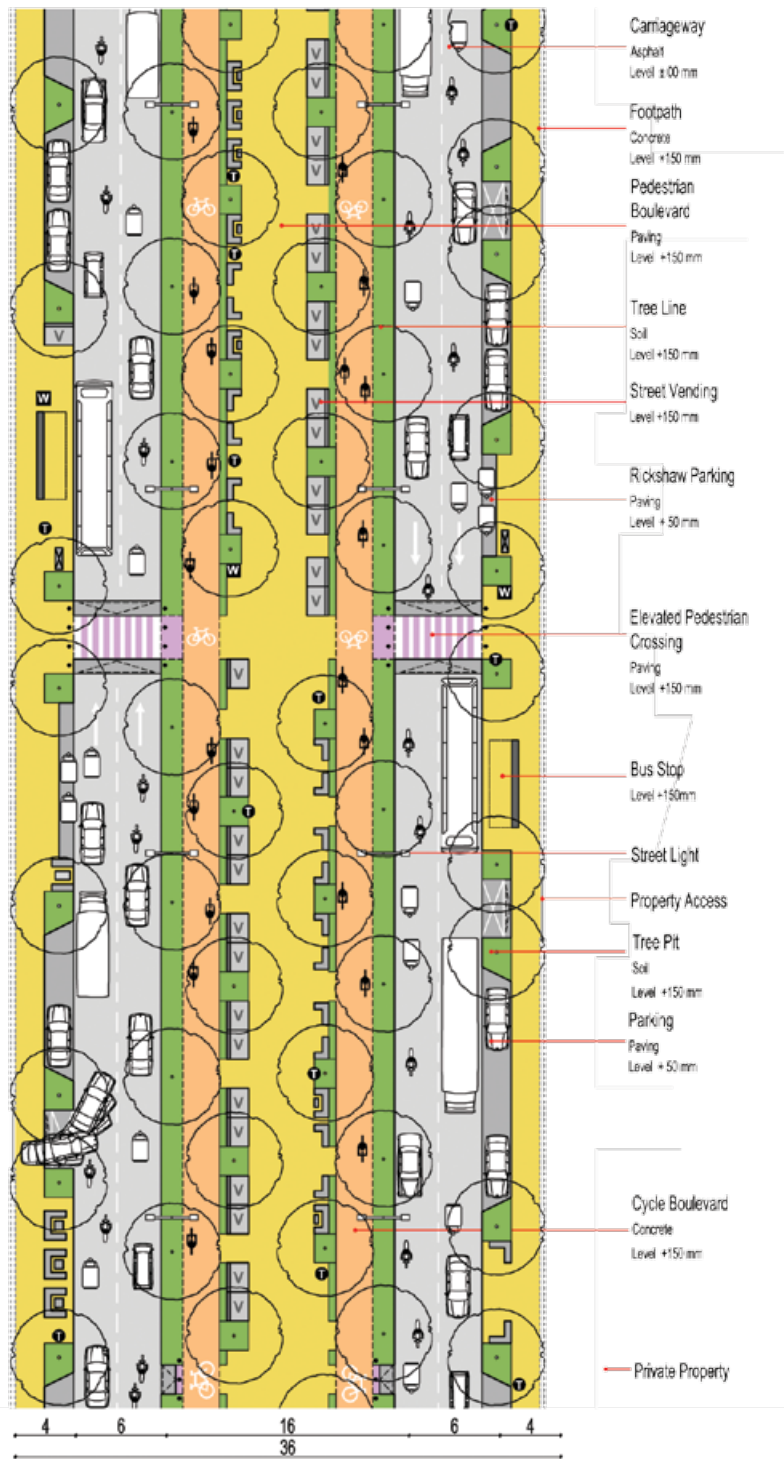 Carriageway
Asphalt
Level ±00 mm
Footpath
Concrete
Level +150 mm
Pedestrian
Boulevard
Paving
Level +150 mm
Tree Line
Soil
Level +150 mm
Street Vending
Level +150 mm
Rickshaw Parking
Paving
Level + 50 mm
Elevated Pedestrian
Crossing
Paving
Level +150 mm
Bus Stop
Level +150mm
Street Light
Property Access
Tree Pit
Soil
Level +150 mm
Parking
Paving
Level + 50 mm
Cycle Boulevard
Concrete
Level +150 mm
Private Property
T
V
V
V
V
T
V
V
T
V
V
V
V
W
V
V
T
V
V
T
V
W
V
W
V
T
V
T
V
V
T
V
V
V
V
V
T
V
V
V
V
V
T
V
T
T
4 6 16 6 4
36